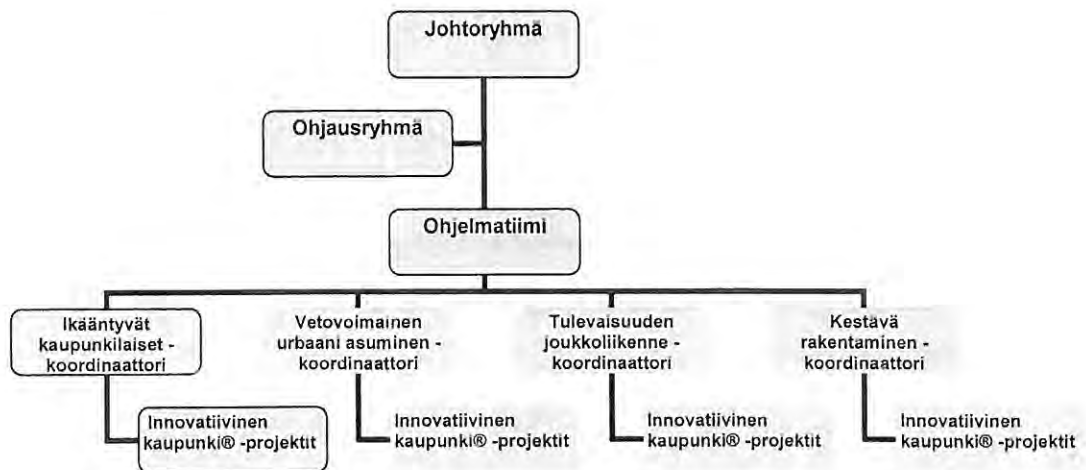 Johtoryhmä
Ohjausryhmä
Ohjelmatiimi
Ikääntyvät
kaupunkilaiset -
koordinaattori
Vetovoimainen
urbaani asuminen -
koordinaattori
Tulevaisuuden
joukkoliikenne -
koordinaattori
Kestävä
rakentaminen -
koordinaattori
Innovatiivinen
kaupunki® -projektit
Innovatiivinen
kaupunki® -projektit
Innovatiivinen
kaupunki® -projektit
Innovatiivinen
kaupunki® -projektit